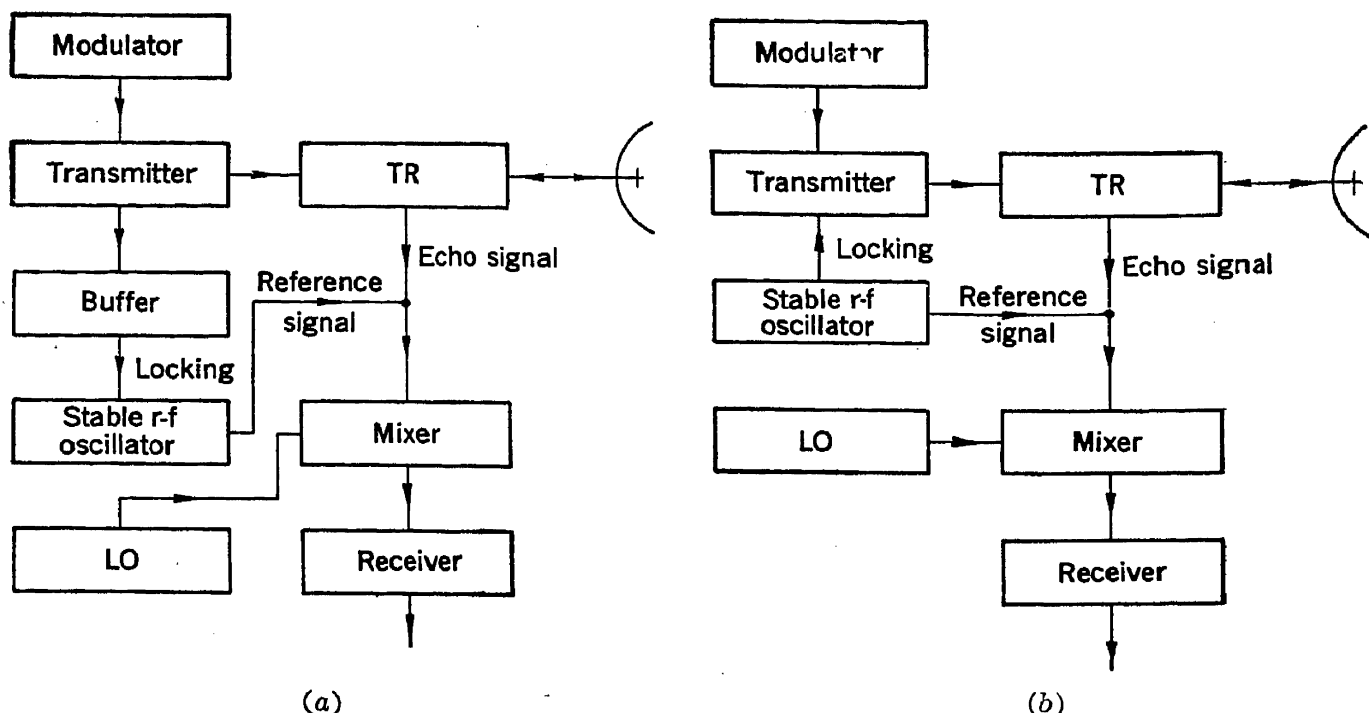 Modulator
Transmitter
TR
Echo signal
Buffer
Reference
signal
Locking
Stable r-f
oscillator
Mixer
LO
Receiver
(a)
Modulator
Transmitter
TR
Locking
Echo signal
Stable r-f
oscillator
Reference
signal
LO
Mixer
Receiver
(b)